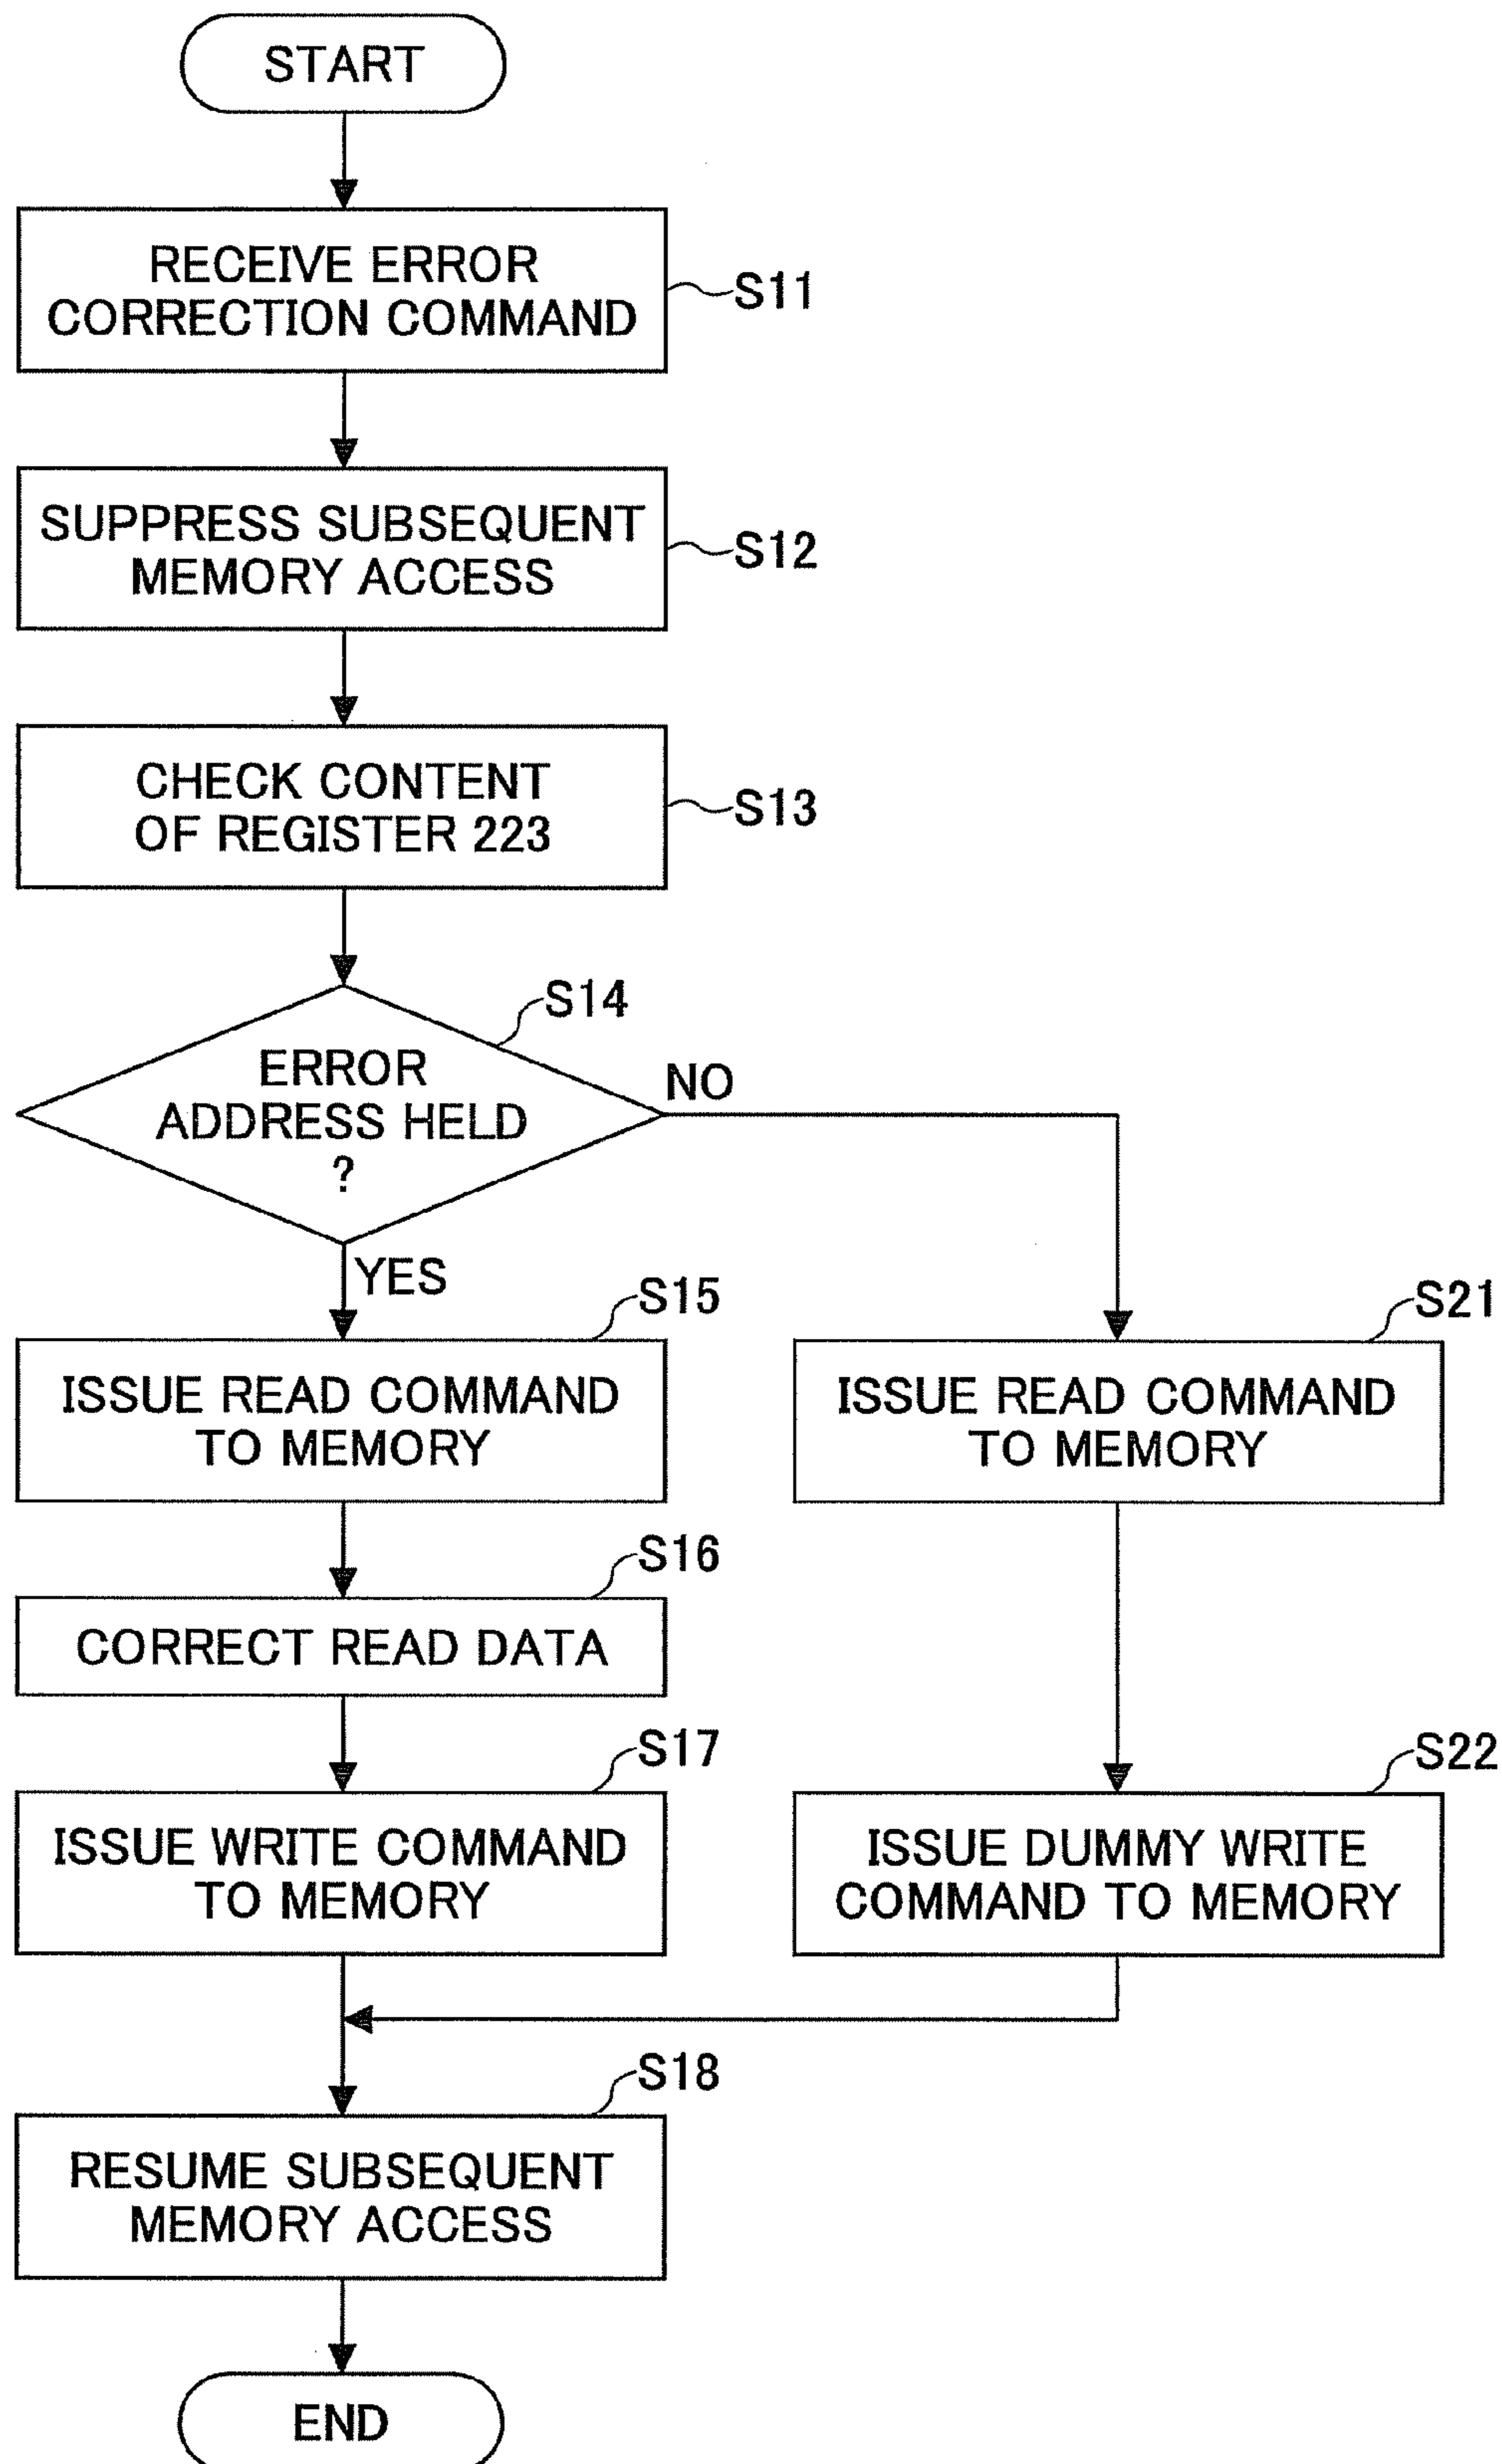 START
RECEIVE ERROR
CORRECTION COMMAND
S11
SUPPRESS SUBSEQUENT
MEMORY ACCESS
S12
CHECK CONTENT
OF REGISTER 223
S13
S14
ERROR
ADDRESS HELD
?
NO
YES
S15
ISSUE READ COMMAND
TO MEMORY
S21
ISSUE READ COMMAND
TO MEMORY
S16
CORRECT READ DATA
S17
ISSUE WRITE COMMAND
TO MEMORY
S22
ISSUE DUMMY WRITE
COMMAND TO MEMORY
S18
RESUME SUBSEQUENT
MEMORY ACCESS
END